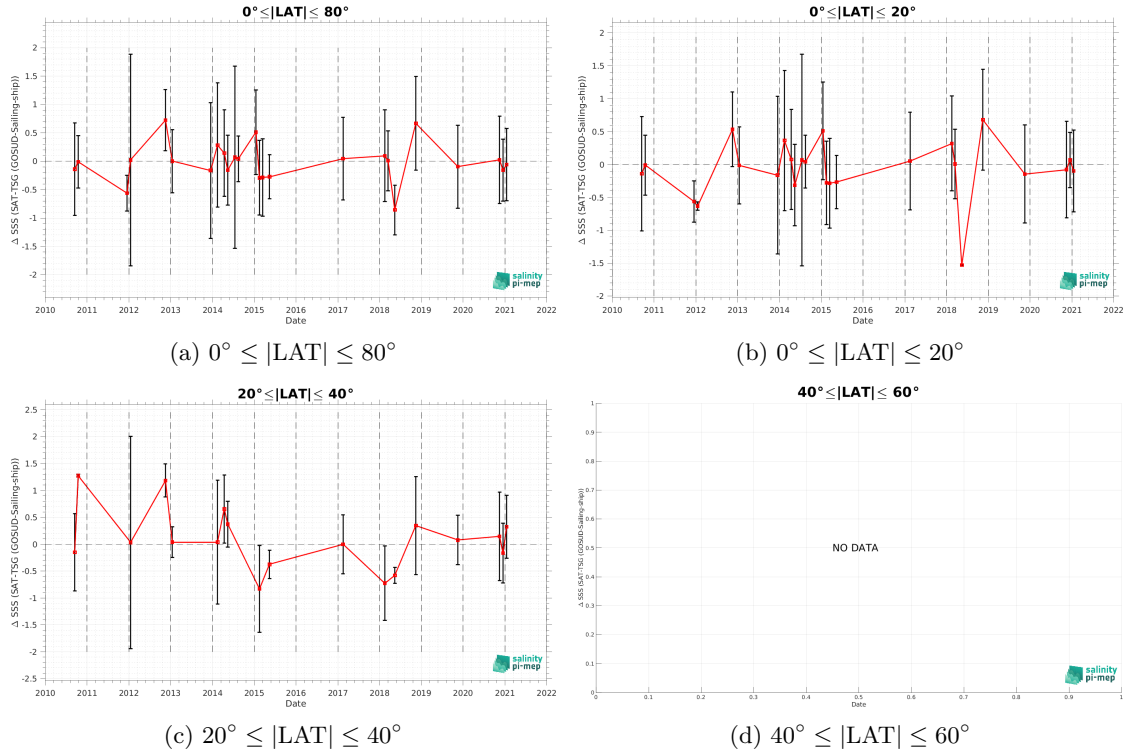 0°≤|LAT|≤ 80°
Δ SSS (SAT-TSG (GOSUD-Sailing-ship))
2
1.5
1
0.5
0
-0.5
-1
-1.5
-2
2010 2011 2012 2013 2014 2015 2016 2017 2018 2019 2020 2021 2022
Date
salinity
pi-mep
(a) 0° ≤ |LAT| ≤ 80°
0°≤|LAT|≤ 20°
Δ SSS (SAT-TSG (GOSUD-Sailing-ship))
2
1.5
1
0.5
0
-0.5
-1
-1.5
-2
2010 2011 2012 2013 2014 2015 2016 2017 2018 2019 2020 2021 2022
Date
salinity
pi-mep
(b) 0° ≤ |LAT| ≤ 20°
20°≤|LAT|≤ 40°
Δ SSS (SAT-TSG (GOSUD-Sailing-ship))
2.5
2
1.5
1
0.5
0
-0.5
-1
-1.5
-2
-2.5
2010 2011 2012 2013 2014 2015 2016 2017 2018 2019 2020 2021 2022
Date
salinity
pi-mep
(c) 20° ≤ |LAT| ≤ 40°
40°≤|LAT|≤ 60°
Δ SSS (SAT-TSG (GOSUD-Sailing-ship))
1
0.9
0.8
0.7
0.6
0.5
0.4
0.3
0.2
0.1
0
NO DATA
0 0.1 0.2 0.3 0.4 0.5 0.6 0.7 0.8 0.9 1
Date
salinity
pi-mep
(d) 40° ≤ |LAT| ≤ 60°